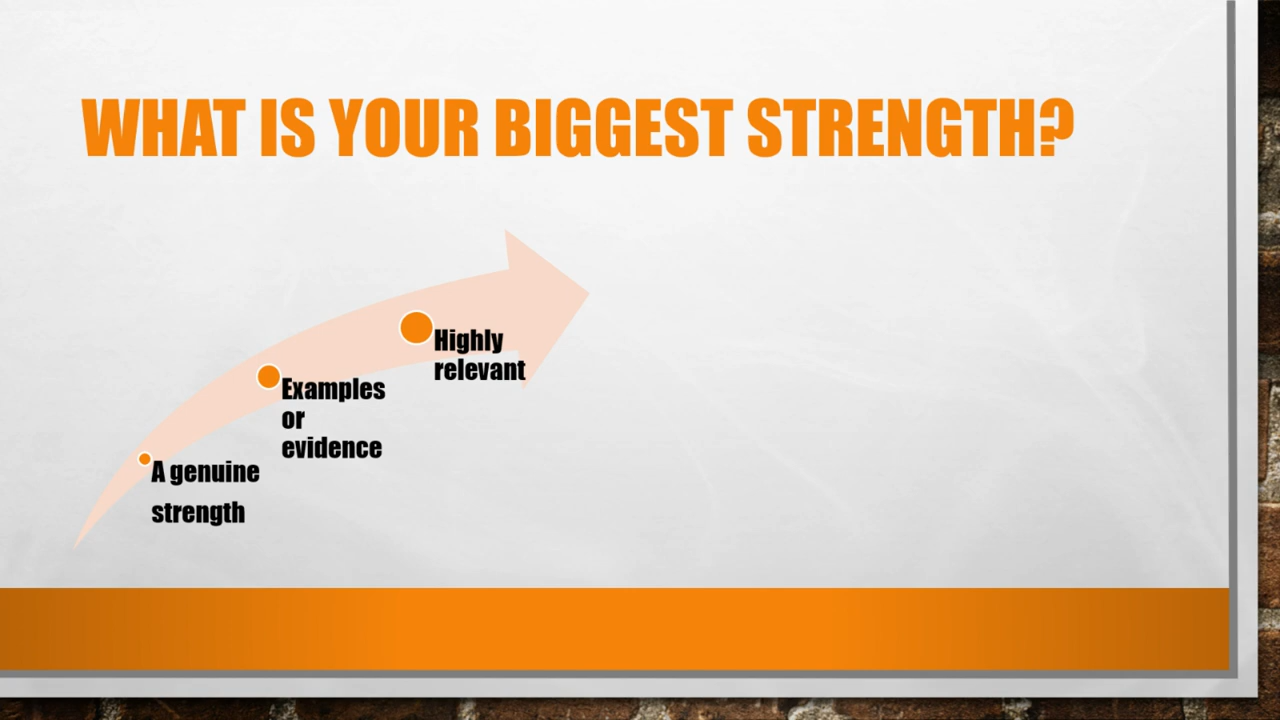 WHAT IS YOUR BIGGEST STRENGTH?
Highly
relevant
Examples
or
evidence
A genuine
strength